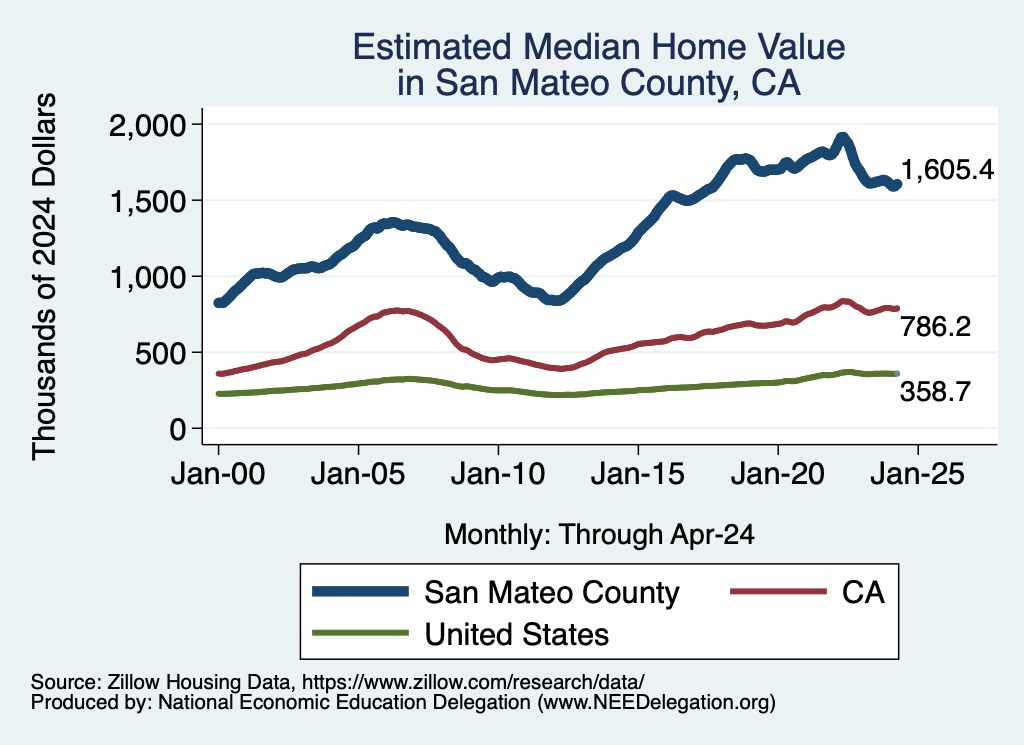 Estimated Median Home Value
in San Mateo County, CA
Thousands of 2024 Dollars
2,000
1,500
1,000
500
0
1,605.4
786.2
358.7
Jan-00 Jan-05 Jan-10 Jan-15 Jan-20 Jan-25
Monthly: Through Apr-24
San Mateo County CA
United States
Source: Zillow Housing Data, https://www.zillow.com/research/data/
Produced by: National Economic Education Delegation (www.NEEDelegation.org)